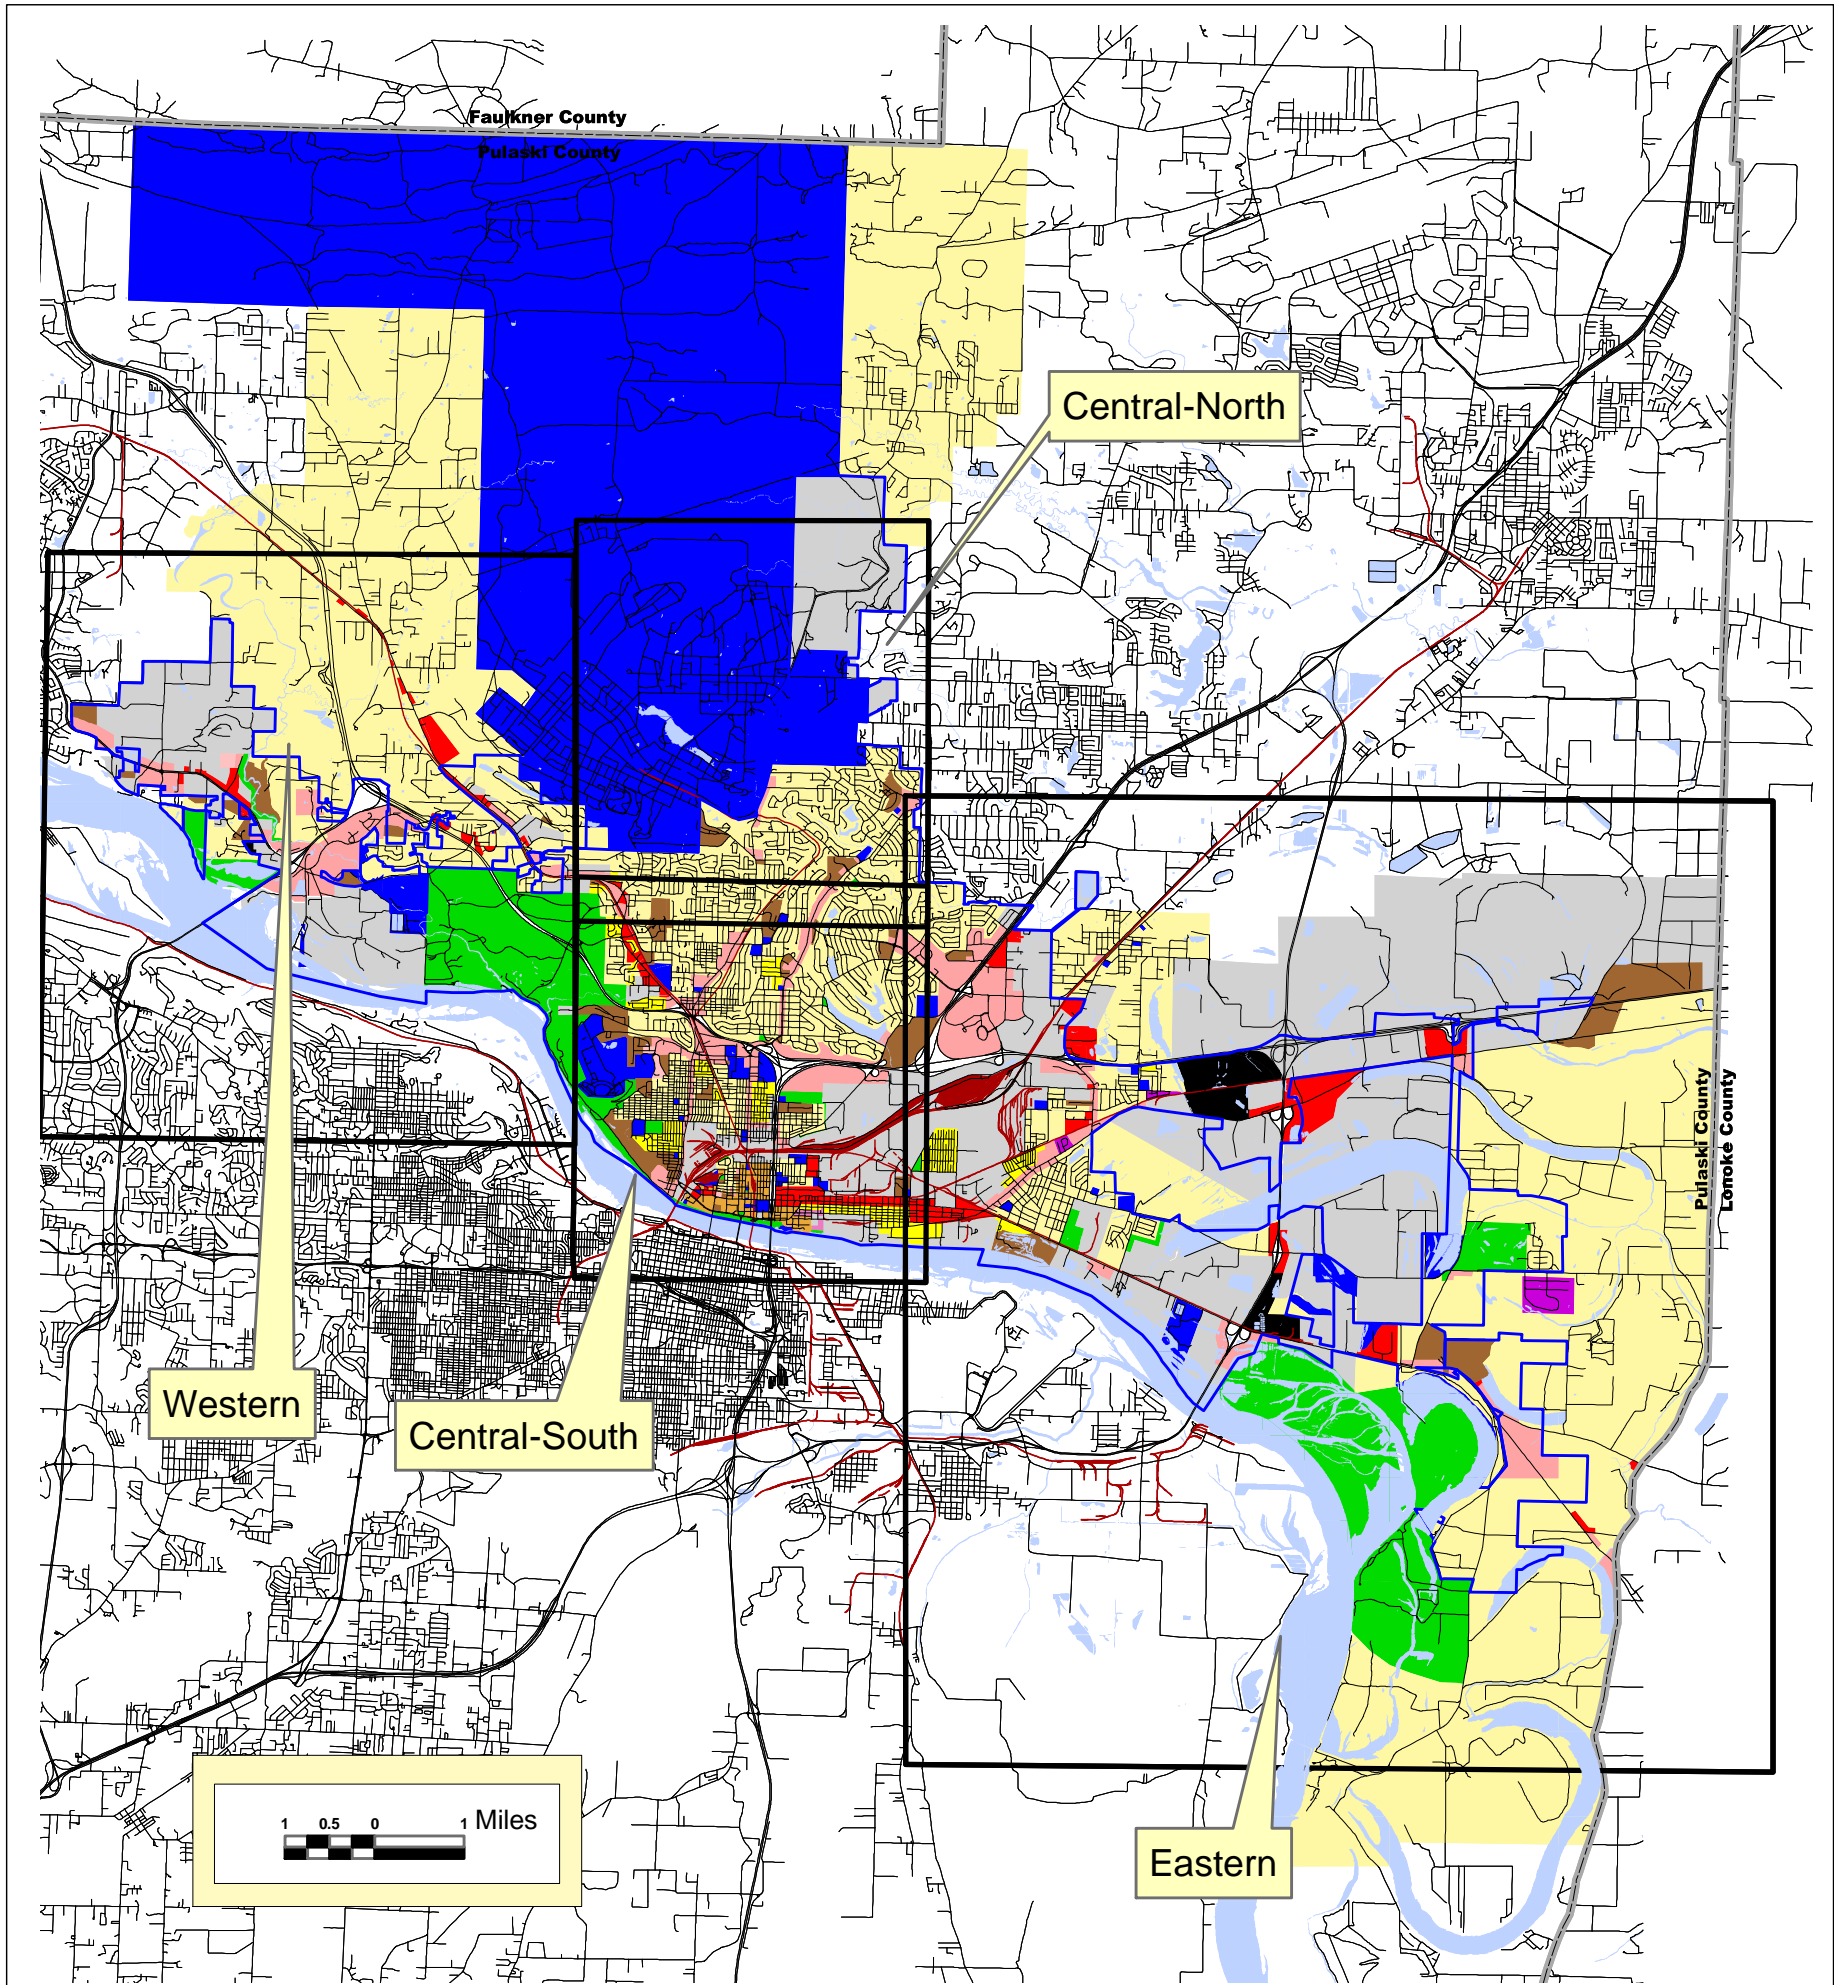 Faulkner County
Pulaski County
Central-North
Pulaski County
Lonoke County
Western
Central-South
1 0.5 0 1 Miles
Eastern